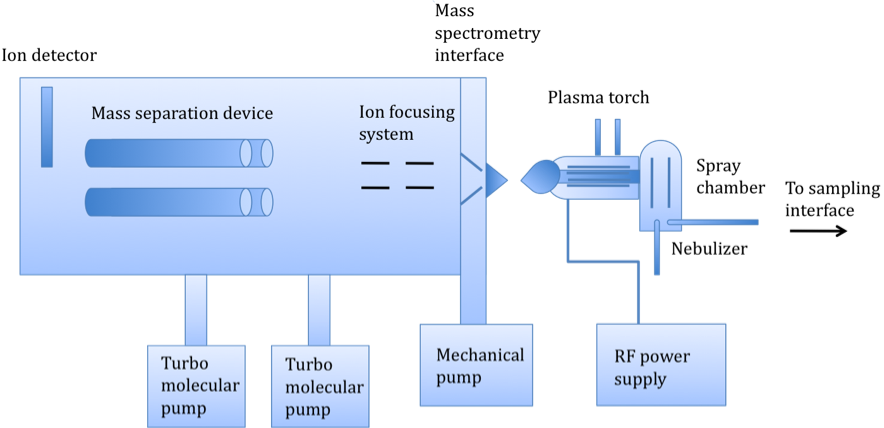 Mass
spectrometry
interface
Ion detector
Mass separation device
Ion focusing
system
Plasma torch
Spray
chamber
To sampling
interface
Nebulizer
Turbo
molecular
pump
Turbo
molecular
pump
Mechanical
pump
RF power
supply